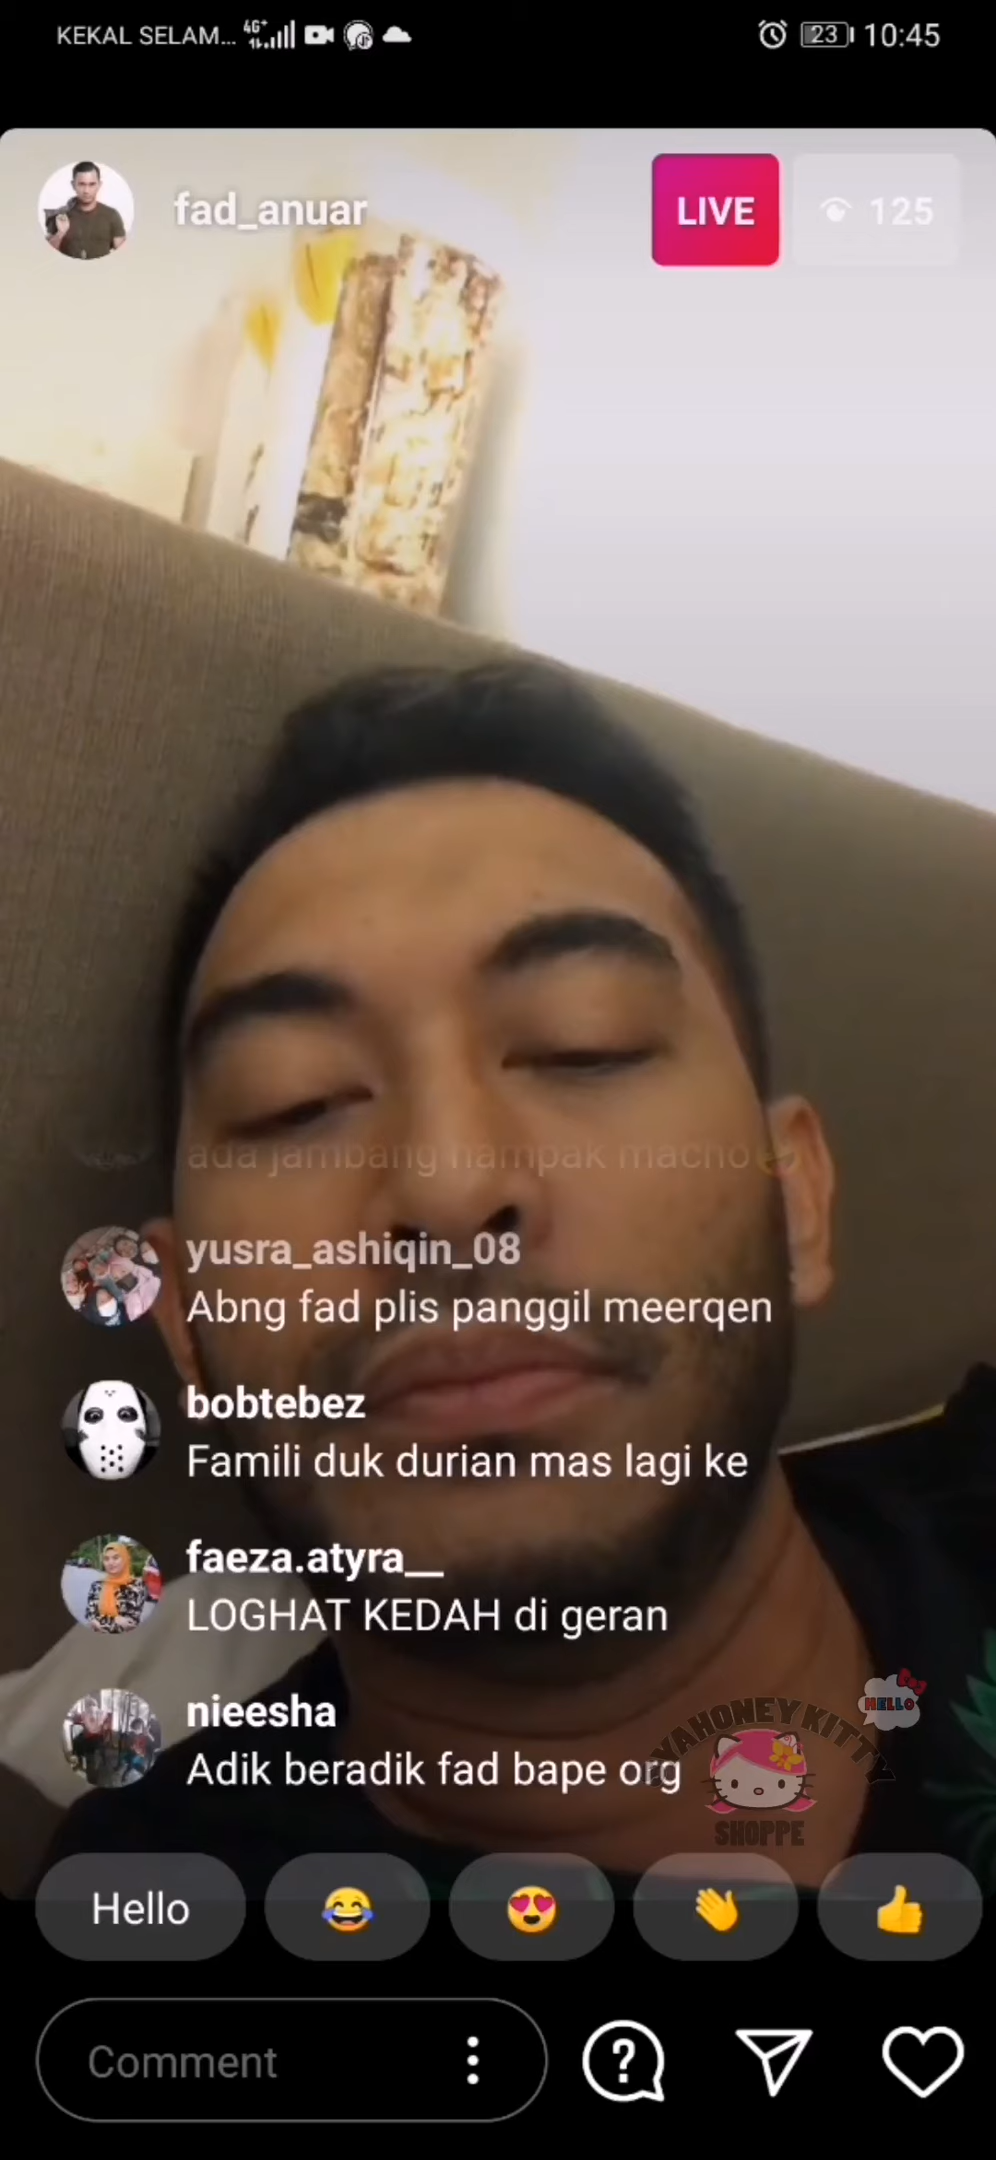 KEKAL SELAM... 4G+ 23 10:45
fad_anuar LIVE 125
ada jambang nampak macho
yusra_ashiqin_08
Abng fad plis panggil meerqen
bobtebez
Famili duk durian mas lagi ke
faeza.atyra__
LOGHAT KEDAH di geran
nieesha
Adik beradik fad bape org
HELLO
YAHONEYKITTY
SHOPPE
Hello
Comment